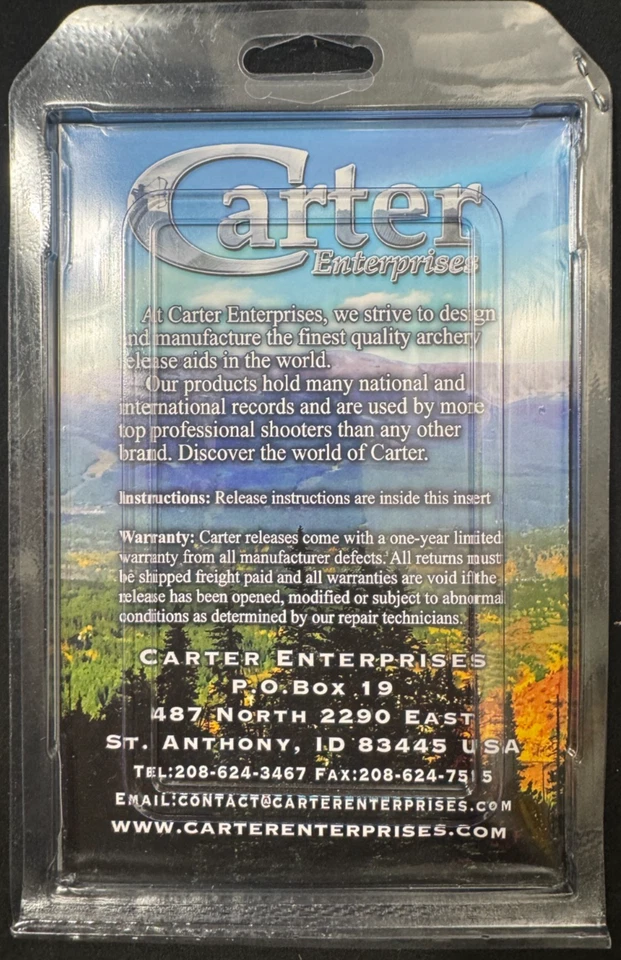 Carter
Enterprises
At Carter Enterprises, we strive to design
and manufacture the finest quality archery
release aids in the world.
Our products hold many national and
international records and are used by more
top professional shooters than any other
brand. Discover the world of Carter.
Instructions: Release instructions are inside this insert
Warranty: Carter releases come with a one-year limited
warranty from all manufacturer defects. All returns must
be shipped freight paid and all warranties are void if the
release has been opened, modified or subject to abnormal
conditions as determined by our repair technicians.
CARTER ENTERPRISES
P.O.BOX 19
487 NORTH 2290 EAST
ST. ANTHONY, ID 83445 USA
TEL:208-624-3467 FAX:208-624-7515
EMAIL:CONTACT@CARTERENTERPRISES.COM
WWW.CARTERENTERPRISES.COM